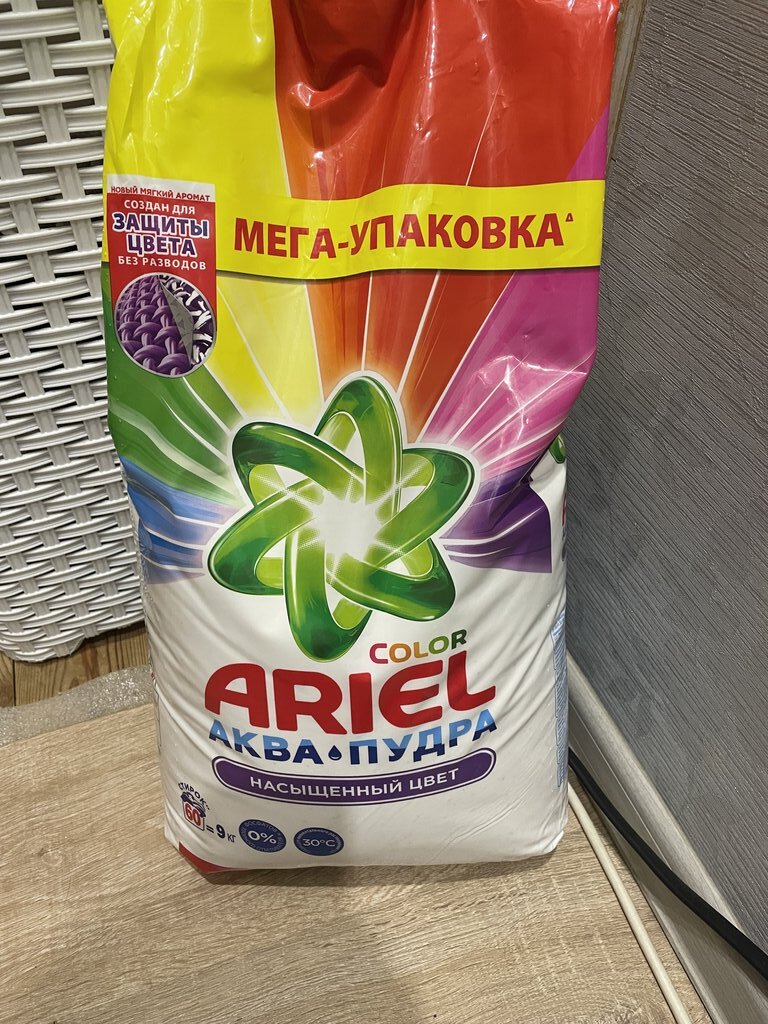 НОВЫЙ МЯГКИЙ АРОМАТ
СОЗДАН ДЛЯ
ЗАЩИТЫ
ЦВЕТА
БЕЗ РАЗВОДОВ
МЕГА-УПАКОВКА
COLOR
ARIEL
АКВА ПУДРА
НАСЫЩЕННЫЙ ЦВЕТ
60 = 9 КГ
0%
30°C